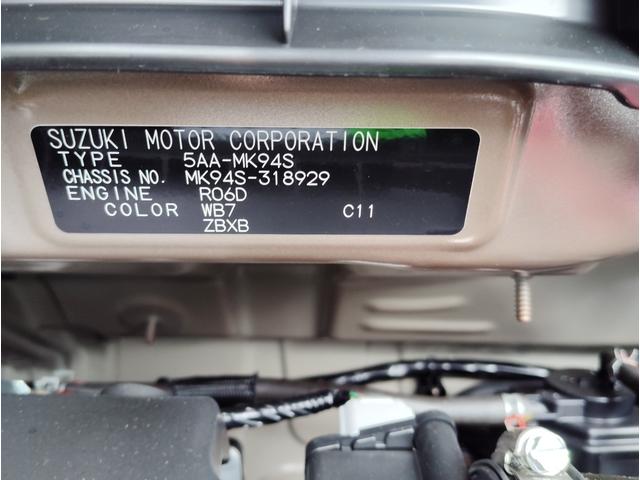 SUZUKI MOTOR CORPORATION
TYPE 5AA-MK94S
CHASSIS NO. MK94S-318929
ENGINE R06D
COLOR WB7 C11
ZBXB